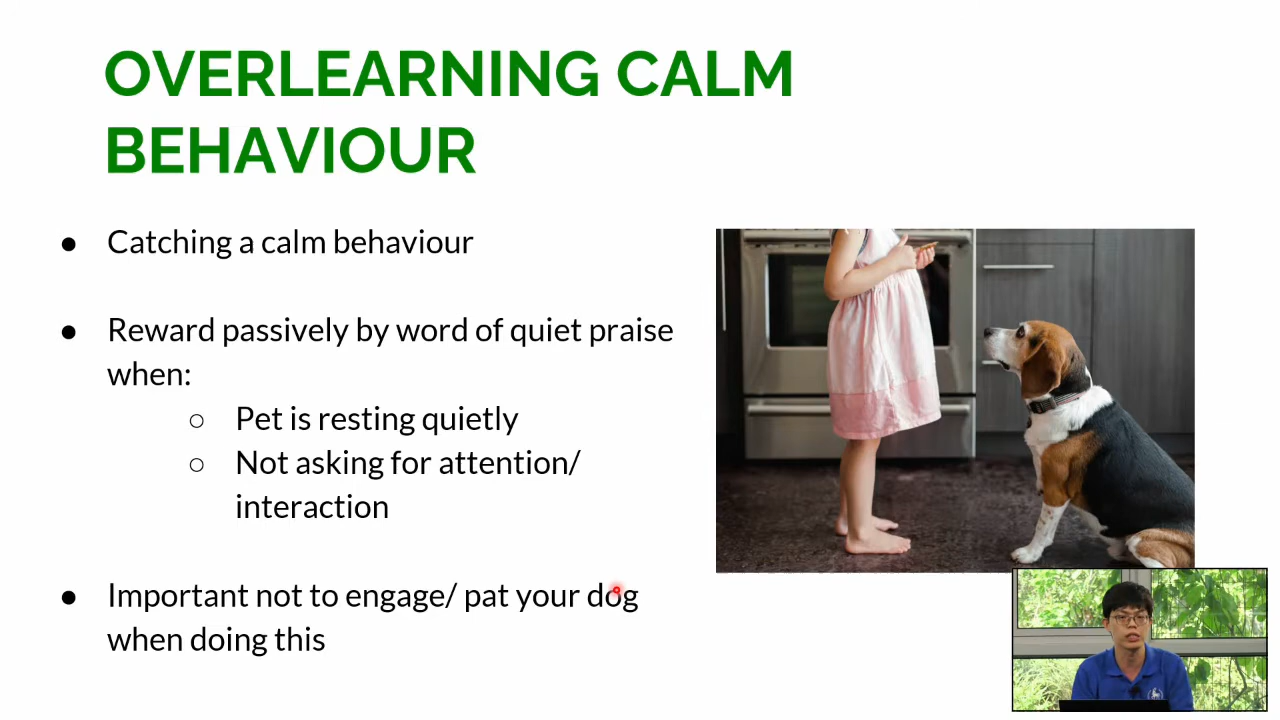 OVERLEARNING CALM
BEHAVIOUR
● Catching a calm behaviour
● Reward passively by word of quiet praise
when:
○ Pet is resting quietly
○ Not asking for attention/
interaction
● Important not to engage/ pat your dog
when doing this